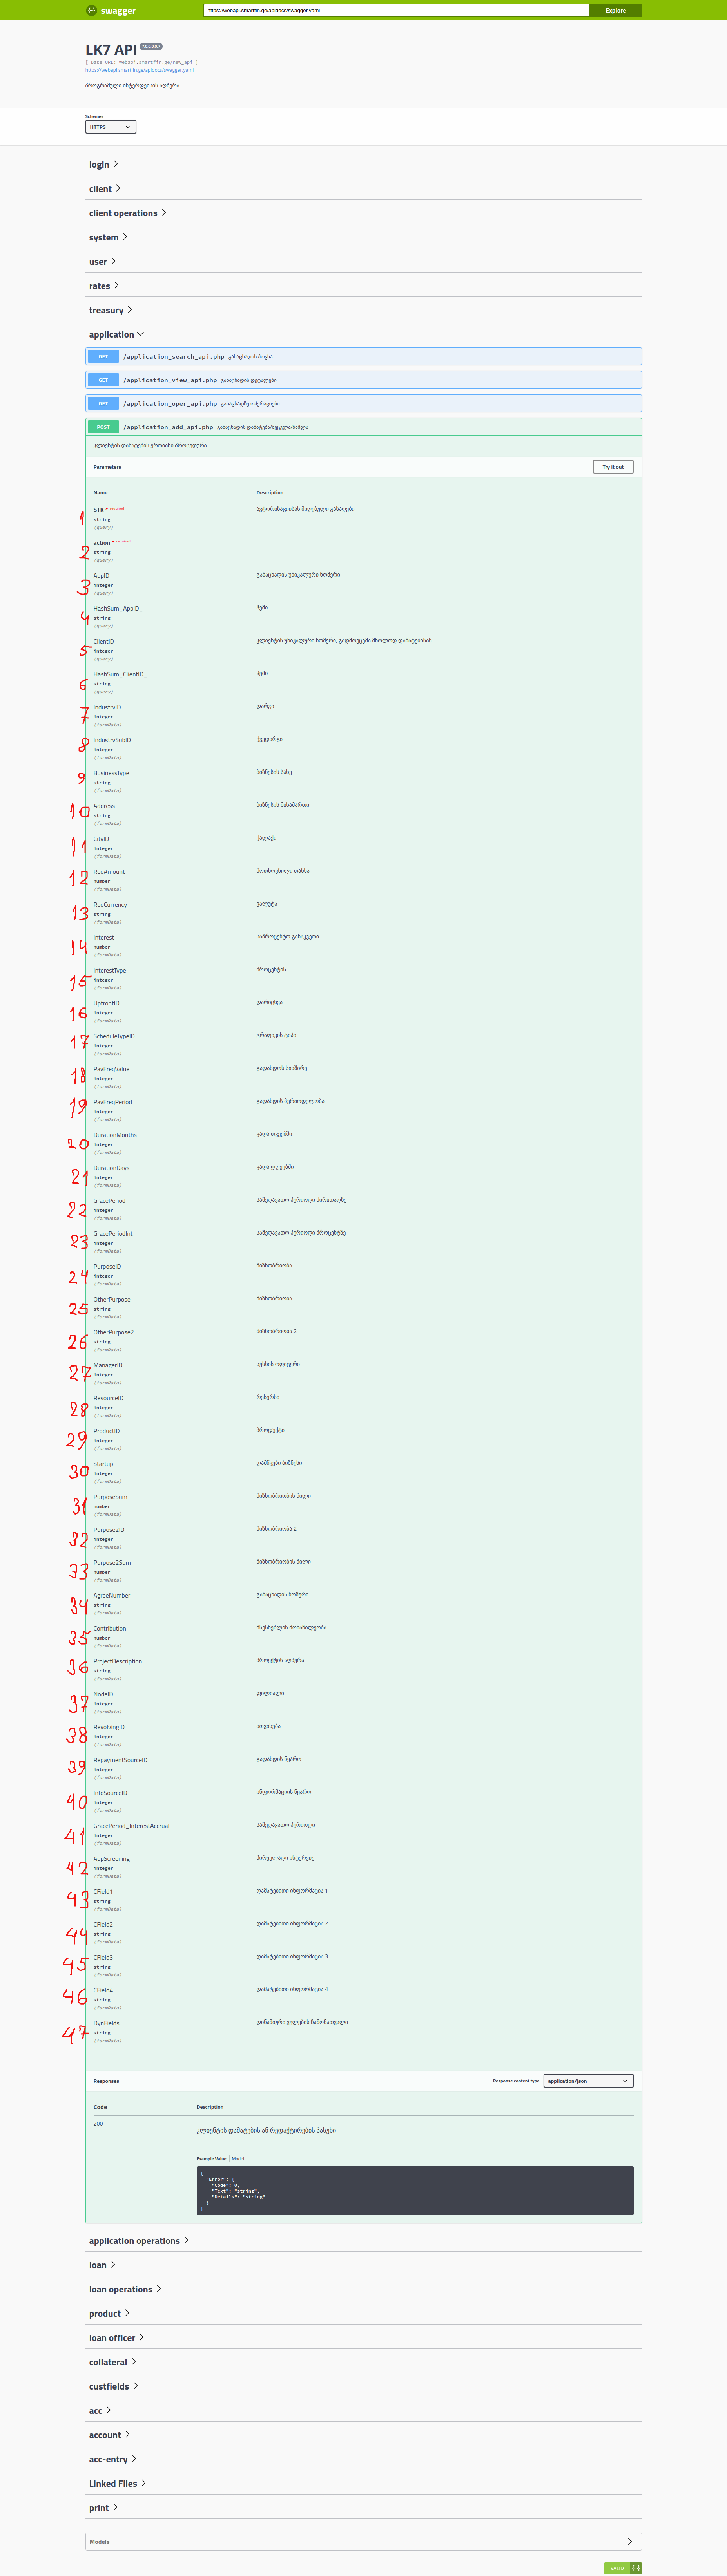 swagger
https://webapi.smartfin.ge/apidocs/swagger.yaml
Explore
LK7 API
[ Base URL: webapi.smartfin.ge/new_api ]
https://webapi.smartfin.ge/apidocs/swagger.yaml
პროგრამული ინტერფეისის აღწერა
Schemes
HTTPS
login
client
client operations
system
user
rates
treasury
application
GET /application_search_api.php განაცხადის პოვნა
GET /application_view_api.php განაცხადის დეტალები
GET /application_oper_api.php განაცხადზე ოპერაციები
POST /application_add_api.php განაცხადის დამატება/შეცვლა/წაშლა
კლიენტის დამატების ერთიანი პროცედურა
Parameters Try it out
Name Description
1 STK * required ავტორიზაციისას მიღებული გასაღები
string
(query)
2 action * required
string
(query)
3 AppID განაცხადის უნიკალური ნომერი
integer
(query)
4 HashSum_AppID_ ჰეში
string
(query)
5 ClientID კლიენტის უნიკალური ნომერი, გადმოეცემა მხოლოდ დამატებისას
integer
(query)
6 HashSum_ClientID_ ჰეში
string
(query)
7 IndustryID დარგი
integer
(formData)
8 IndustrySubID ქვედარგი
integer
(formData)
9 BusinessType ბიზნესის სახე
string
(formData)
10 Address ბიზნესის მისამართი
string
(formData)
11 CityID ქალაქი
integer
(formData)
12 ReqAmount მოთხოვნილი თანხა
number
(formData)
13 ReqCurrency ვალუტა
string
(formData)
14 Interest საპროცენტო განაკვეთი
number
(formData)
15 InterestType პროცენტის
integer
(formData)
16 UpfrontID დარიცხვა
integer
(formData)
17 ScheduleTypeID გრაფიკის ტიპი
integer
(formData)
18 PayFreqValue გადახდოს სიხშირე
integer
(formData)
19 PayFreqPeriod გადახდის პერიოდულობა
integer
(formData)
20 DurationMonths ვადა თვეებში
integer
(formData)
21 DurationDays ვადა დღეებში
integer
(formData)
22 GracePeriod საშეღავათო პერიოდი ძირითადზე
integer
(formData)
23 GracePeriodInt საშეღავათო პერიოდი პროცენტზე
integer
(formData)
24 PurposeID მიზნობრიობა
integer
(formData)
25 OtherPurpose მიზნობრიობა
string
(formData)
26 OtherPurpose2 მიზნობრიობა 2
string
(formData)
27 ManagerID სესხის ოფიცერი
integer
(formData)
28 ResourceID რესურსი
integer
(formData)
29 ProductID პროდუქტი
integer
(formData)
30 Startup დამწყები ბიზნესი
integer
(formData)
31 PurposeSum მიზნობრიობის წილი
number
(formData)
32 Purpose2ID მიზნობრიობა 2
integer
(formData)
33 Purpose2Sum მიზნობრიობის წილი
number
(formData)
34 AgreeNumber განაცხადის ნომერი
string
(formData)
35 Contribution მსესხებლის მონაწილეობა
number
(formData)
36 ProjectDescription პროექტის აღწერა
string
(formData)
37 NodeID ფილიალი
integer
(formData)
38 RevolvingID ათვისება
integer
(formData)
39 RepaymentSourceID გადახდის წყარო
integer
(formData)
40 InfoSourceID ინფორმაციის წყარო
integer
(formData)
41 GracePeriod_InterestAccrual საშეღავათო პერიოდი
integer
(formData)
42 AppScreening პირველადი ინტერვიუ
integer
(formData)
43 CField1 დამატებითი ინფორმაცია 1
string
(formData)
44 CField2 დამატებითი ინფორმაცია 2
string
(formData)
45 CField3 დამატებითი ინფორმაცია 3
string
(formData)
46 CField4 დამატებითი ინფორმაცია 4
string
(formData)
47 DynFields დინამიური ველების ჩამონათვალი
string
(formData)
Responses Response content type application/json
Code Description
200 კლიენტის დამატების ან რედაქტირების პასუხი
Example Value Model
{
"Error": {
"Code": 0,
"Text": "string",
"Details": "string"
}
}
application operations
loan
loan operations
product
loan officer
collateral
custfields
acc
account
acc-entry
Linked Files
print
Models
VALID {...}